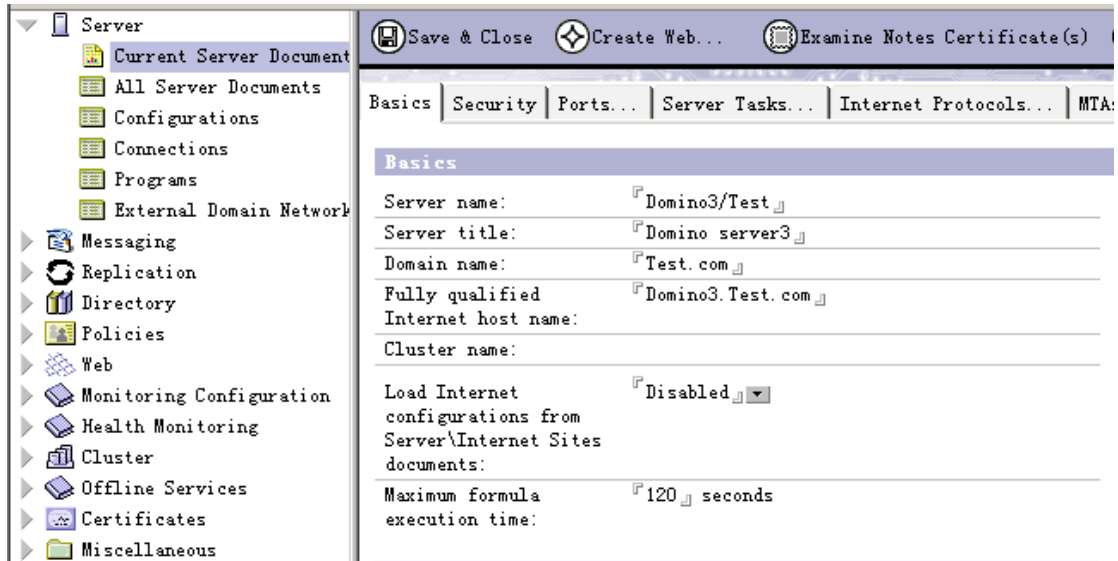 Server
Current Server Document
All Server Documents
Configurations
Connections
Programs
External Domain Network
Messaging
Replication
Directory
Policies
Web
Monitoring Configuration
Health Monitoring
Cluster
Offline Services
Certificates
Miscellaneous
Save & Close Create Web... Examine Notes Certificate(s)
Basics Security Ports... Server Tasks... Internet Protocols... MTAs
Basics
Server name: Domino3/Test
Server title: Domino server3
Domain name: Test.com
Fully qualified Domino3.Test.com
Internet host name:
Cluster name:
Load Internet Disabled
configurations from
Server\Internet Sites
documents:
Maximum formula 120 seconds
execution time: